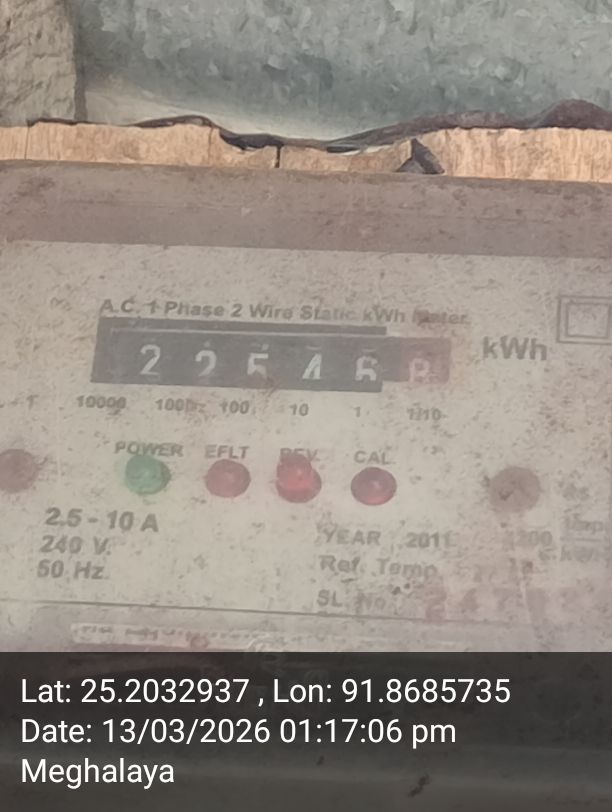 A.C. 1 Phase 2 Wire Static kWh Meter
2 2 5 4 6 8
kWh
10000 1000 100 10 1 1/10
POWER EFLT REV CAL
2.5 - 10 A
240 V.
50 Hz.
YEAR 2011
Ref. Temp
SL. No.
Lat: 25.2032937 , Lon: 91.8685735
Date: 13/03/2026 01:17:06 pm
Meghalaya